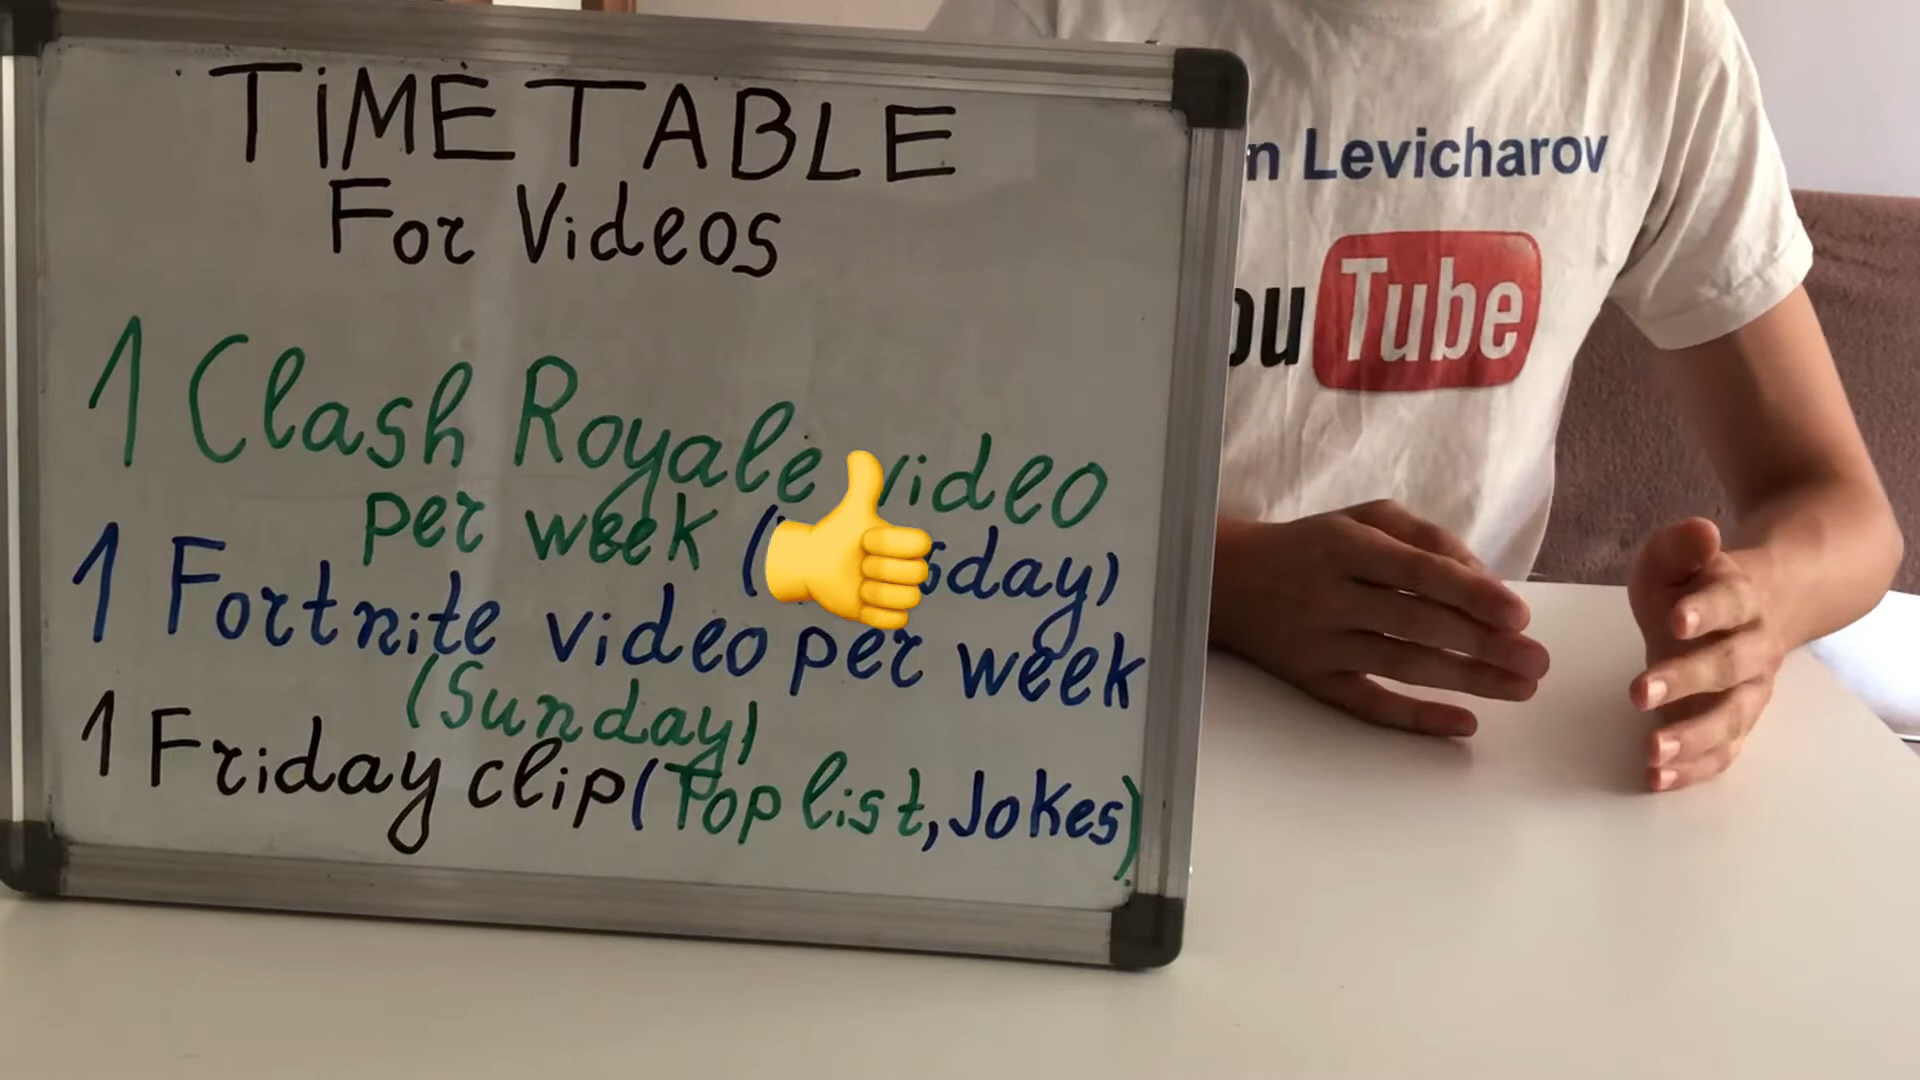 TIMETABLE
For Videos
1 Clash Royale video
per week
1 Fortnite video per week
(Sunday)
1 Friday clip (Top list, Jokes)
Levicharov
Tube